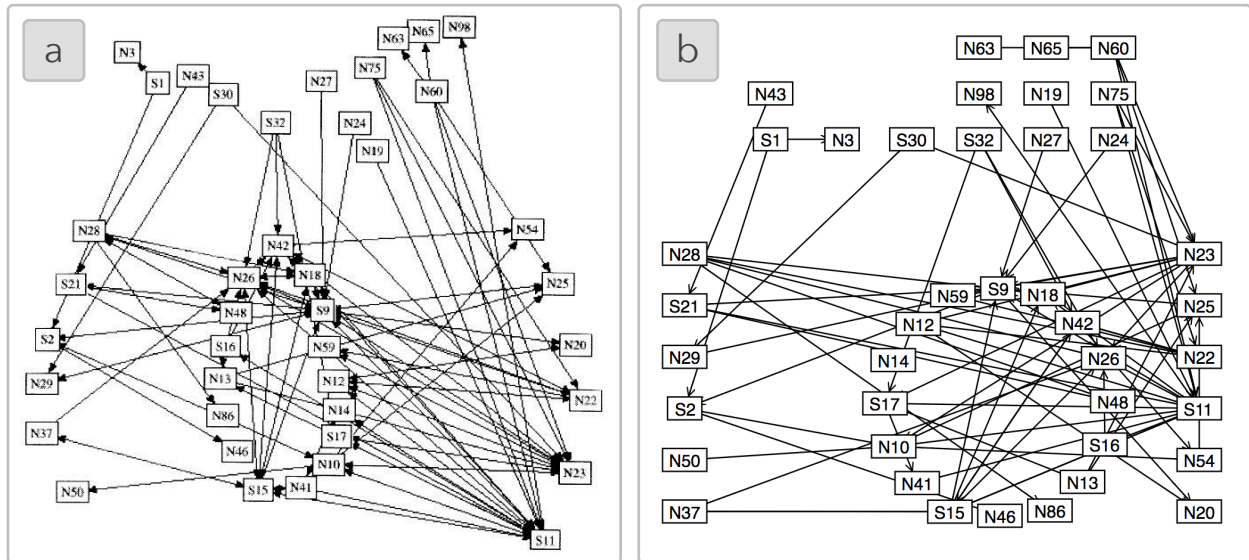 a
N3
S1
N43
S30
N27
N75
N63
N65
N98
N60
S32
N24
N19
N28
N42
N54
S21
N26
N18
N25
N48
S9
S2
S16
N59
N20
N29
N13
N12
N22
N86
N14
N37
N46
S17
N50
S15
N41
N10
N23
S11
b
N63 N65 N60
N43 N98 N19 N75
S1 N3 S30 S32 N27 N24
N28 N23
S21 N59 S9 N18 N25
N12 N42
N29 N14 N26 N22
S2 S17 N48 S11
N50 N10 S16 N54
N41 N13
N37 S15 N46 N86 N20